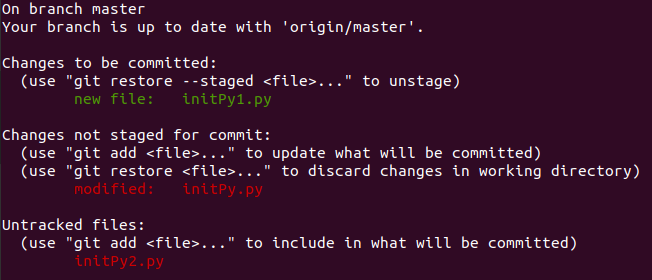 On branch master
Your branch is up to date with 'origin/master'.

Changes to be committed:
  (use "git restore --staged <file>..." to unstage)
        new file:   initPy1.py

Changes not staged for commit:
  (use "git add <file>..." to update what will be committed)
  (use "git restore <file>..." to discard changes in working directory)
        modified:   initPy.py

Untracked files:
  (use "git add <file>..." to include in what will be committed)
        initPy2.py